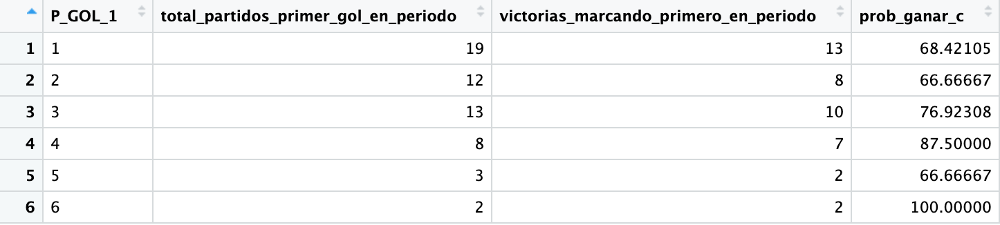 P_GOL_1 total_partidos_primer_gol_en_periodo victorias_marcando_primero_en_periodo prob_ganar_c
1 1 19 13 68.42105
2 2 12 8 66.66667
3 3 13 10 76.92308
4 4 8 7 87.50000
5 5 3 2 66.66667
6 6 2 2 100.00000